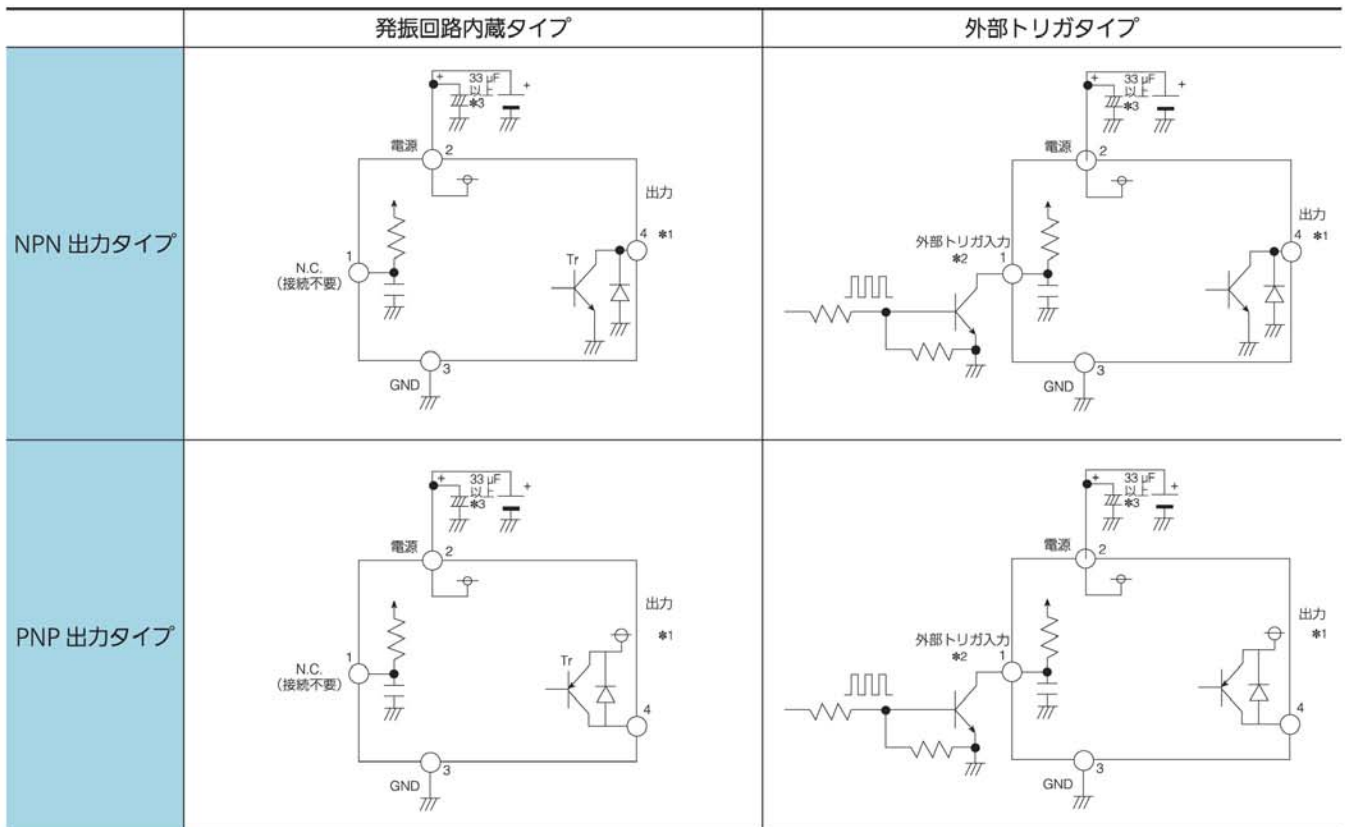 発振回路内蔵タイプ
外部トリガタイプ
NPN 出力タイプ
+
33 µF
以上
✱3
+
電源
2
出力
4
✱1
Tr
1
N.C.
(接続不要)
3
GND
+
33 µF
以上
✱3
+
電源
2
出力
4
✱1
外部トリガ入力
✱2
1
3
GND
PNP 出力タイプ
+
33 µF
以上
✱3
+
電源
2
出力
✱1
Tr
1
N.C.
(接続不要)
4
3
GND
+
33 µF
以上
✱3
+
電源
2
出力
✱1
外部トリガ入力
✱2
1
4
3
GND